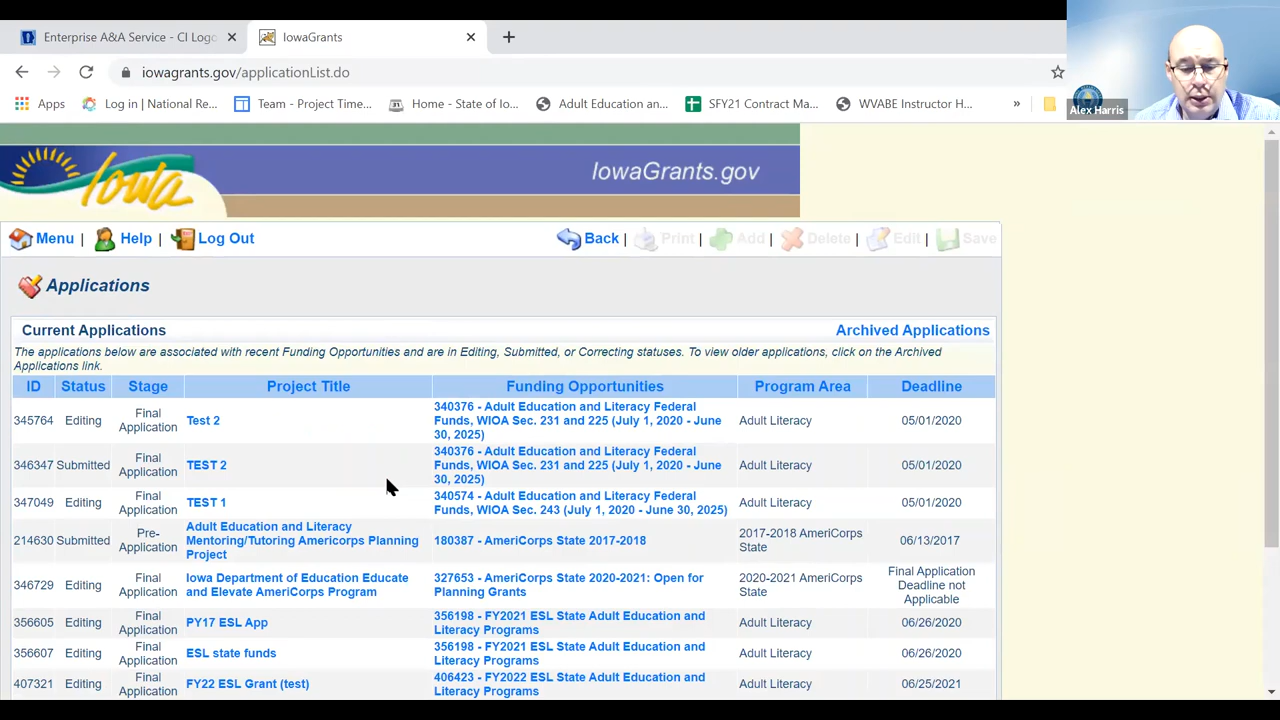 Enterprise A&A Service - CI Logo
IowaGrants
iowagrants.gov/applicationList.do
Apps
Log in | National Re...
Team - Project Time...
Home - State of Io...
Adult Education an...
SFY21 Contract Ma...
WVABE Instructor H...
»
Alex Harris
Iowa
IowaGrants.gov
Menu | Help | Log Out
Back | Print | Add | Delete | Edit | Save
Applications
Current Applications
Archived Applications
The applications below are associated with recent Funding Opportunities and are in Editing, Submitted, or Correcting statuses. To view older applications, click on the Archived
Applications link.
ID Status Stage Project Title Funding Opportunities Program Area Deadline
345764 Editing Final
Application Test 2 340376 - Adult Education and Literacy Federal
Funds, WIOA Sec. 231 and 225 (July 1, 2020 - June
30, 2025) Adult Literacy 05/01/2020
346347 Submitted Final
Application TEST 2 340376 - Adult Education and Literacy Federal
Funds, WIOA Sec. 231 and 225 (July 1, 2020 - June
30, 2025) Adult Literacy 05/01/2020
347049 Editing Final
Application TEST 1 340574 - Adult Education and Literacy Federal
Funds, WIOA Sec. 243 (July 1, 2020 - June 30, 2025) Adult Literacy 05/01/2020
214630 Submitted Pre-
Application Adult Education and Literacy
Mentoring/Tutoring Americorps Planning
Project 180387 - AmeriCorps State 2017-2018 2017-2018 AmeriCorps
State 06/13/2017
346729 Editing Final
Application Iowa Department of Education Educate
and Elevate AmeriCorps Program 327653 - AmeriCorps State 2020-2021: Open for
Planning Grants 2020-2021 AmeriCorps
State Final Application
Deadline not
Applicable
356605 Editing Final
Application PY17 ESL App 356198 - FY2021 ESL State Adult Education and
Literacy Programs Adult Literacy 06/26/2020
356607 Editing Final
Application ESL state funds 356198 - FY2021 ESL State Adult Education and
Literacy Programs Adult Literacy 06/26/2020
407321 Editing Final
Application FY22 ESL Grant (test) 406423 - FY2022 ESL State Adult Education and
Literacy Programs Adult Literacy 06/25/2021